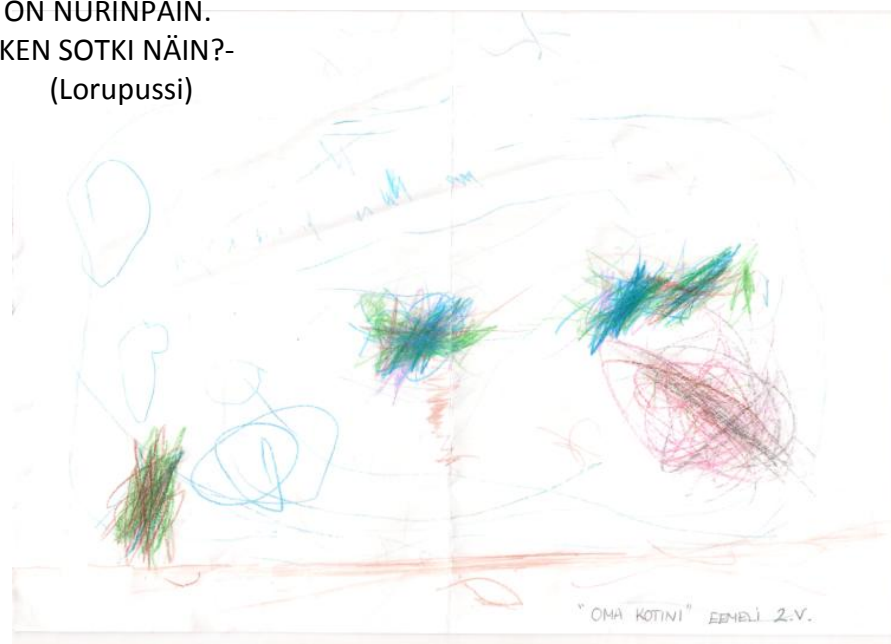 ON NURINPÄIN.
KEN SOTKI NÄIN?-
(Lorupussi)
"OMA KOTINI" EEMELI 2.V.